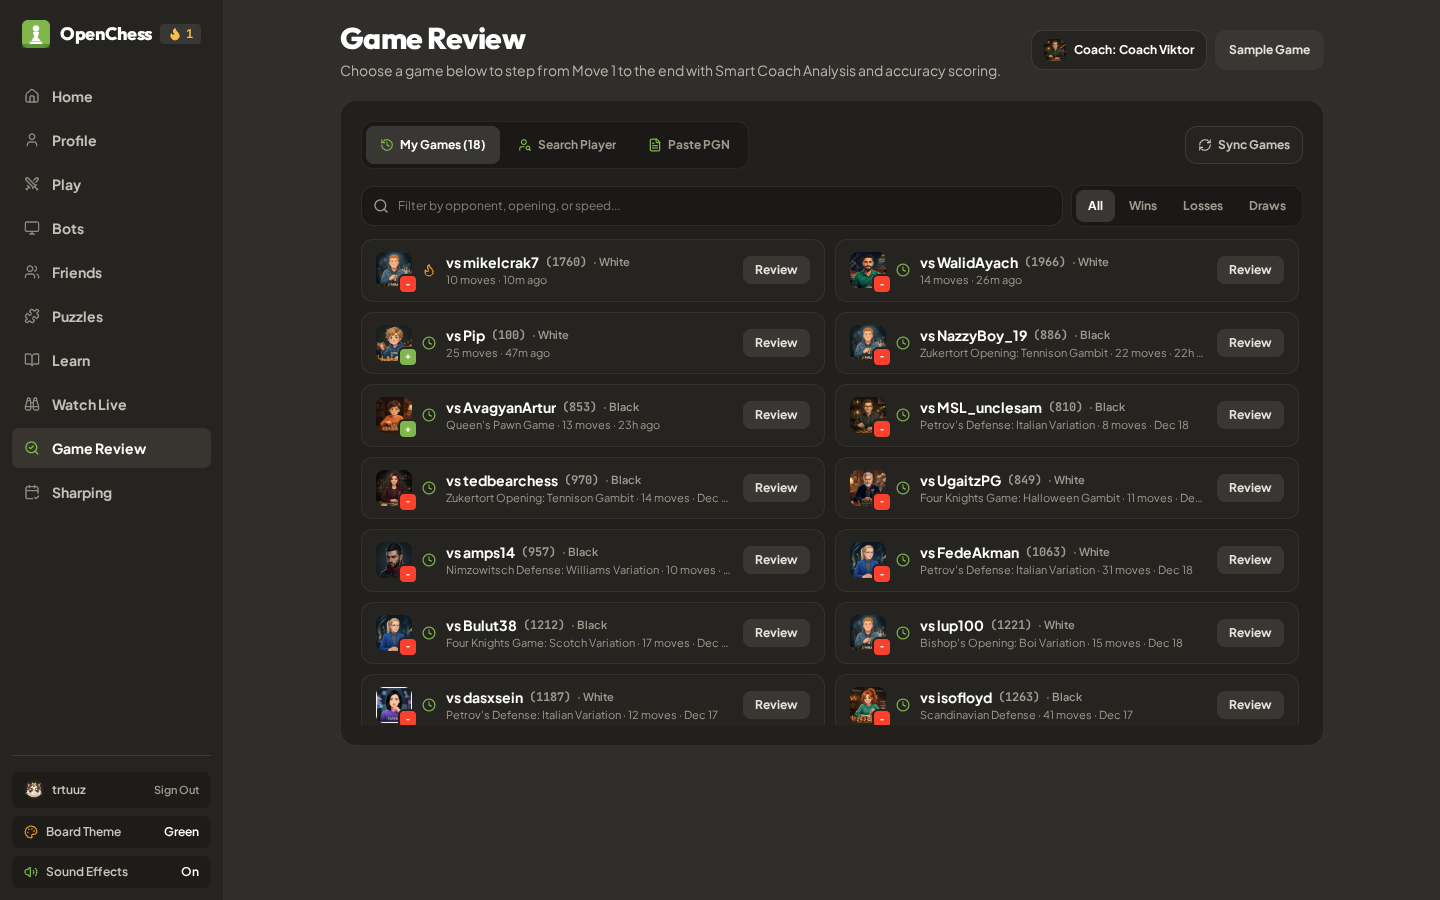 OpenChess 1
Home
Profile
Play
Bots
Friends
Puzzles
Learn
Watch Live
Game Review
Sharping
trtuuz Sign Out
Board Theme Green
Sound Effects On
Game Review
Choose a game below to step from Move 1 to the end with Smart Coach Analysis and accuracy scoring.
Coach: Coach Viktor
Sample Game
My Games (18)
Search Player
Paste PGN
Sync Games
Filter by opponent, opening, or speed...
All
Wins
Losses
Draws
vs mikelcrak7 (1760) · White
10 moves · 10m ago
Review
vs WalidAyach (1966) · White
14 moves · 26m ago
Review
vs Pip (100) · White
25 moves · 47m ago
Review
vs NazzyBoy_19 (886) · Black
Zukertort Opening: Tennison Gambit · 22 moves · 22h ...
Review
vs AvagyanArtur (853) · Black
Queen's Pawn Game · 13 moves · 23h ago
Review
vs MSL_unclesam (810) · Black
Petrov's Defense: Italian Variation · 8 moves · Dec 18
Review
vs tedbearchess (970) · Black
Zukertort Opening: Tennison Gambit · 14 moves · Dec ...
Review
vs UgaitzPG (849) · White
Four Knights Game: Halloween Gambit · 11 moves · De...
Review
vs amps14 (957) · Black
Nimzowitsch Defense: Williams Variation · 10 moves · ...
Review
vs FedeAkman (1063) · White
Petrov's Defense: Italian Variation · 31 moves · Dec 18
Review
vs Bulut38 (1212) · Black
Four Knights Game: Scotch Variation · 17 moves · Dec ...
Review
vs lup100 (1221) · White
Bishop's Opening: Boi Variation · 15 moves · Dec 18
Review
vs dasxsein (1187) · White
Petrov's Defense: Italian Variation · 12 moves · Dec 17
Review
vs isofloyd (1263) · Black
Scandinavian Defense · 41 moves · Dec 17
Review